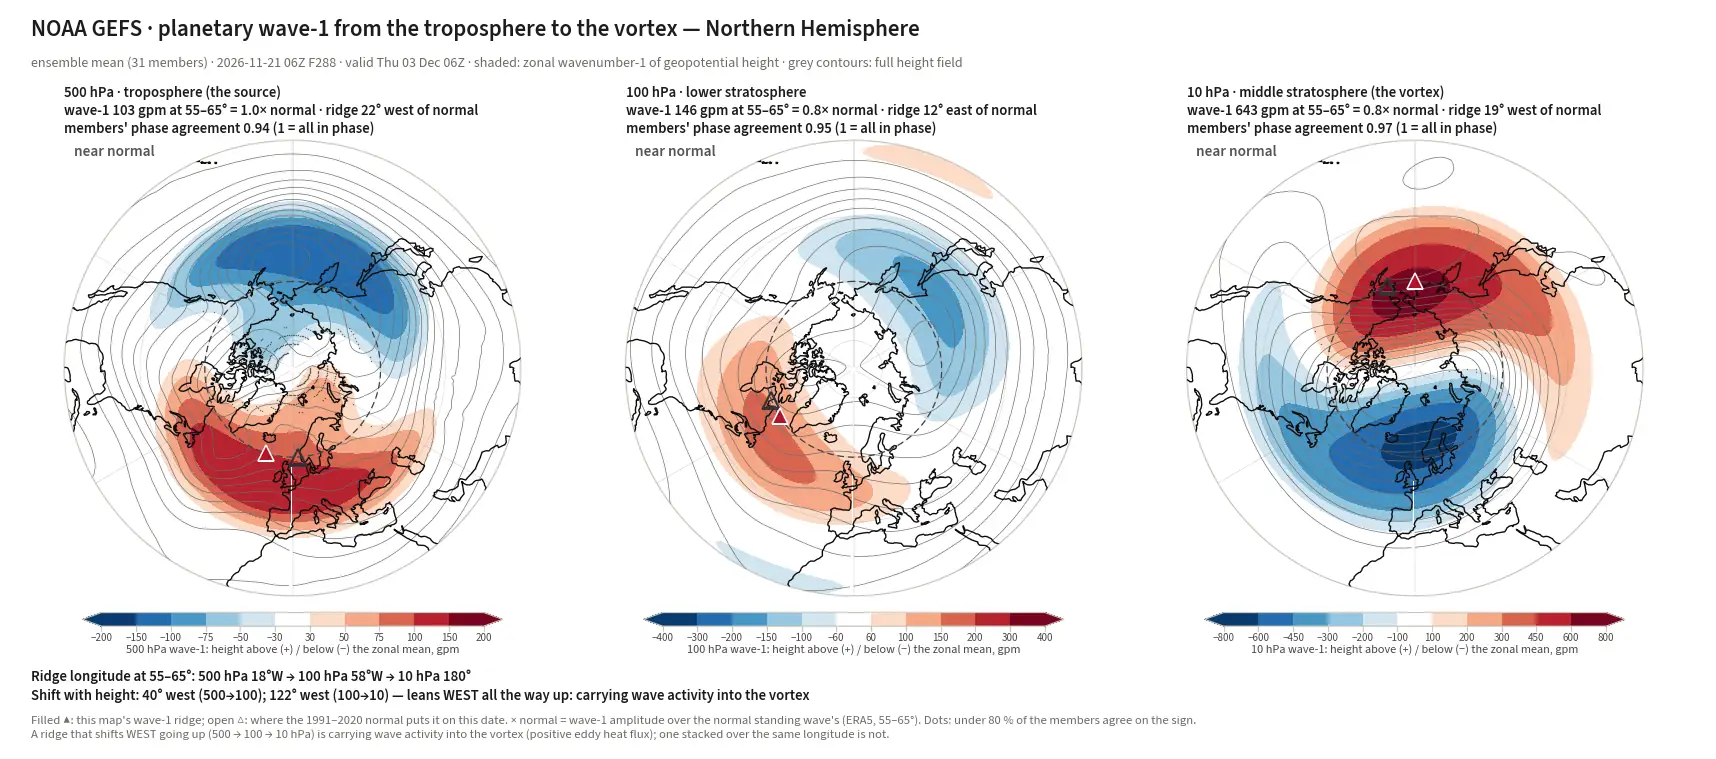 NOAA GEFS · planetary wave-1 from the troposphere to the vortex — Northern Hemisphere
ensemble mean (31 members) · 2026-11-21 06Z F288 · valid Thu 03 Dec 06Z · shaded: zonal wavenumber-1 of geopotential height · grey contours: full height field
500 hPa · troposphere (the source)
wave-1 103 gpm at 55–65° = 1.0× normal · ridge 22° west of normal
members' phase agreement 0.94 (1 = all in phase)
near normal
100 hPa · lower stratosphere
wave-1 146 gpm at 55–65° = 0.8× normal · ridge 12° east of normal
members' phase agreement 0.95 (1 = all in phase)
near normal
10 hPa · middle stratosphere (the vortex)
wave-1 643 gpm at 55–65° = 0.8× normal · ridge 19° west of normal
members' phase agreement 0.97 (1 = all in phase)
near normal
−200 −150 −100 −75 −50 −30 30 50 75 100 150 200
500 hPa wave-1: height above (+) / below (−) the zonal mean, gpm
−400 −300 −200 −150 −100 −60 60 100 150 200 300 400
100 hPa wave-1: height above (+) / below (−) the zonal mean, gpm
−800 −600 −450 −300 −200 −100 100 200 300 450 600 800
10 hPa wave-1: height above (+) / below (−) the zonal mean, gpm
Ridge longitude at 55–65°: 500 hPa 18°W → 100 hPa 58°W → 10 hPa 180°
Shift with height: 40° west (500→100); 122° west (100→10) — leans WEST all the way up: carrying wave activity into the vortex
Filled ▲: this map's wave-1 ridge; open △: where the 1991–2020 normal puts it on this date. × normal = wave-1 amplitude over the normal standing wave's (ERA5, 55–65°). Dots: under 80 % of the members agree on the sign.
A ridge that shifts WEST going up (500 → 100 → 10 hPa) is carrying wave activity into the vortex (positive eddy heat flux); one stacked over the same longitude is not.